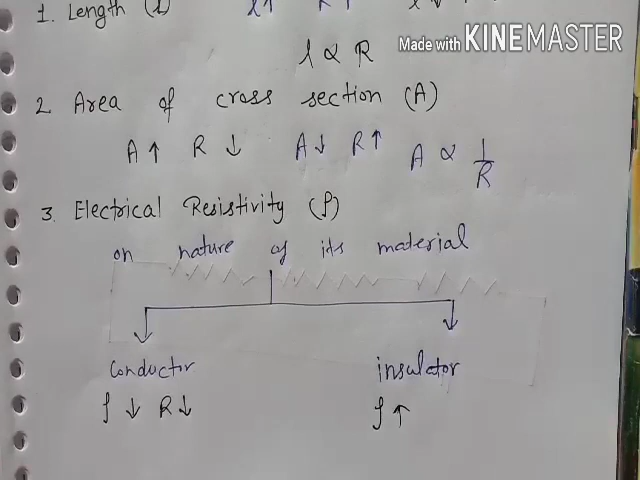 1. Length (l) l↑ R↑ l↓
Made with KINEMASTER
l ∝ R
2 Area of cross section (A)
A↑ R↓ A↓ R↑ A ∝ 1/R
3. Electrical Resistivity (ρ)
on nature of its material
Conductor insulator
ρ↓ R↓ ρ↑